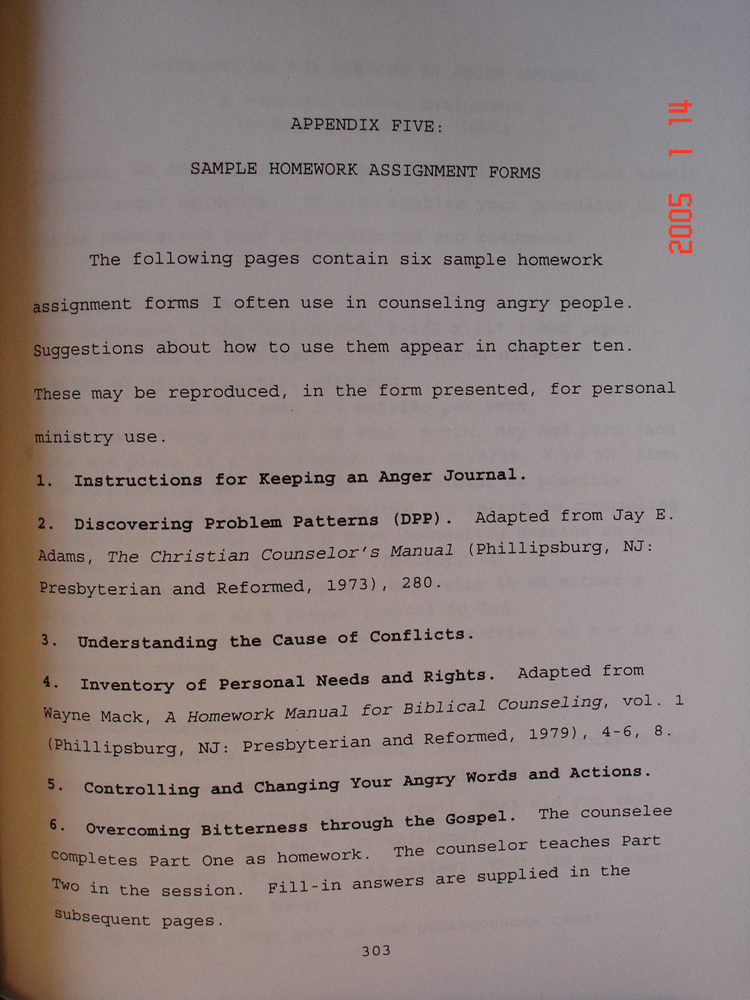 APPENDIX FIVE:
SAMPLE HOMEWORK ASSIGNMENT FORMS
2005 1 14
The following pages contain six sample homework
assignment forms I often use in counseling angry people.
Suggestions about how to use them appear in chapter ten.
These may be reproduced, in the form presented, for personal
ministry use.
1. Instructions for Keeping an Anger Journal.
2. Discovering Problem Patterns (DPP). Adapted from Jay E.
Adams, The Christian Counselor's Manual (Phillipsburg, NJ:
Presbyterian and Reformed, 1973), 280.
3. Understanding the Cause of Conflicts.
4. Inventory of Personal Needs and Rights. Adapted from
Wayne Mack, A Homework Manual for Biblical Counseling, vol. 1
(Phillipsburg, NJ: Presbyterian and Reformed, 1979), 4-6, 8.
5. Controlling and Changing Your Angry Words and Actions.
6. Overcoming Bitterness through the Gospel. The counselee
completes Part One as homework. The counselor teaches Part
Two in the session. Fill-in answers are supplied in the
subsequent pages.
303